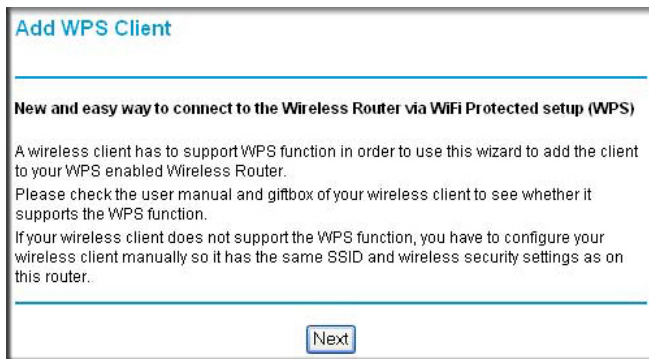 Add WPS Client
New and easy way to connect to the Wireless Router via WiFi Protected setup (WPS)
A wireless client has to support WPS function in order to use this wizard to add the client
to your WPS enabled Wireless Router.
Please check the user manual and giftbox of your wireless client to see whether it
supports the WPS function.
If your wireless client does not support the WPS function, you have to configure your
wireless client manually so it has the same SSID and wireless security settings as on
this router.
Next